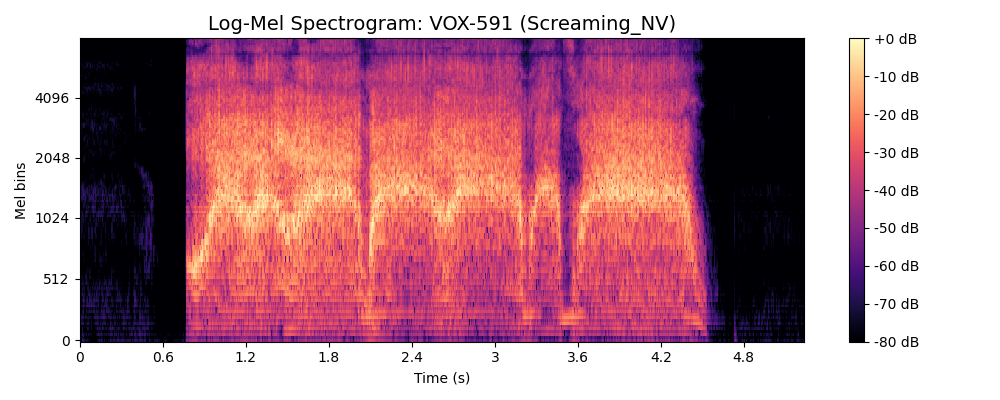 Log-Mel Spectrogram: VOX-591 (Screaming_NV)
Mel bins
4096
2048
1024
512
0
0 0.6 1.2 1.8 2.4 3 3.6 4.2 4.8
Time (s)
+0 dB
-10 dB
-20 dB
-30 dB
-40 dB
-50 dB
-60 dB
-70 dB
-80 dB